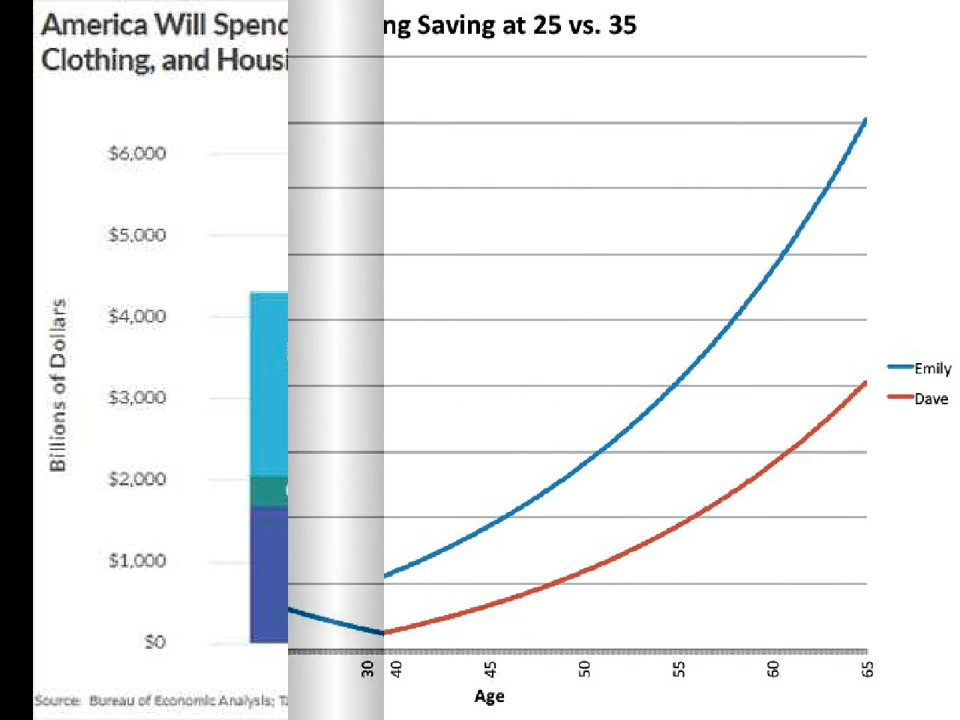 America Will Spend
Clothing, and Housi
$6,000
$5,000
$4,000
$3,000
$2,000
$1,000
$0
Billions of Dollars
Source: Bureau of Economic Analysis;
ng Saving at 25 vs. 35
Emily
Dave
30 40 45 50 55 60 65
Age